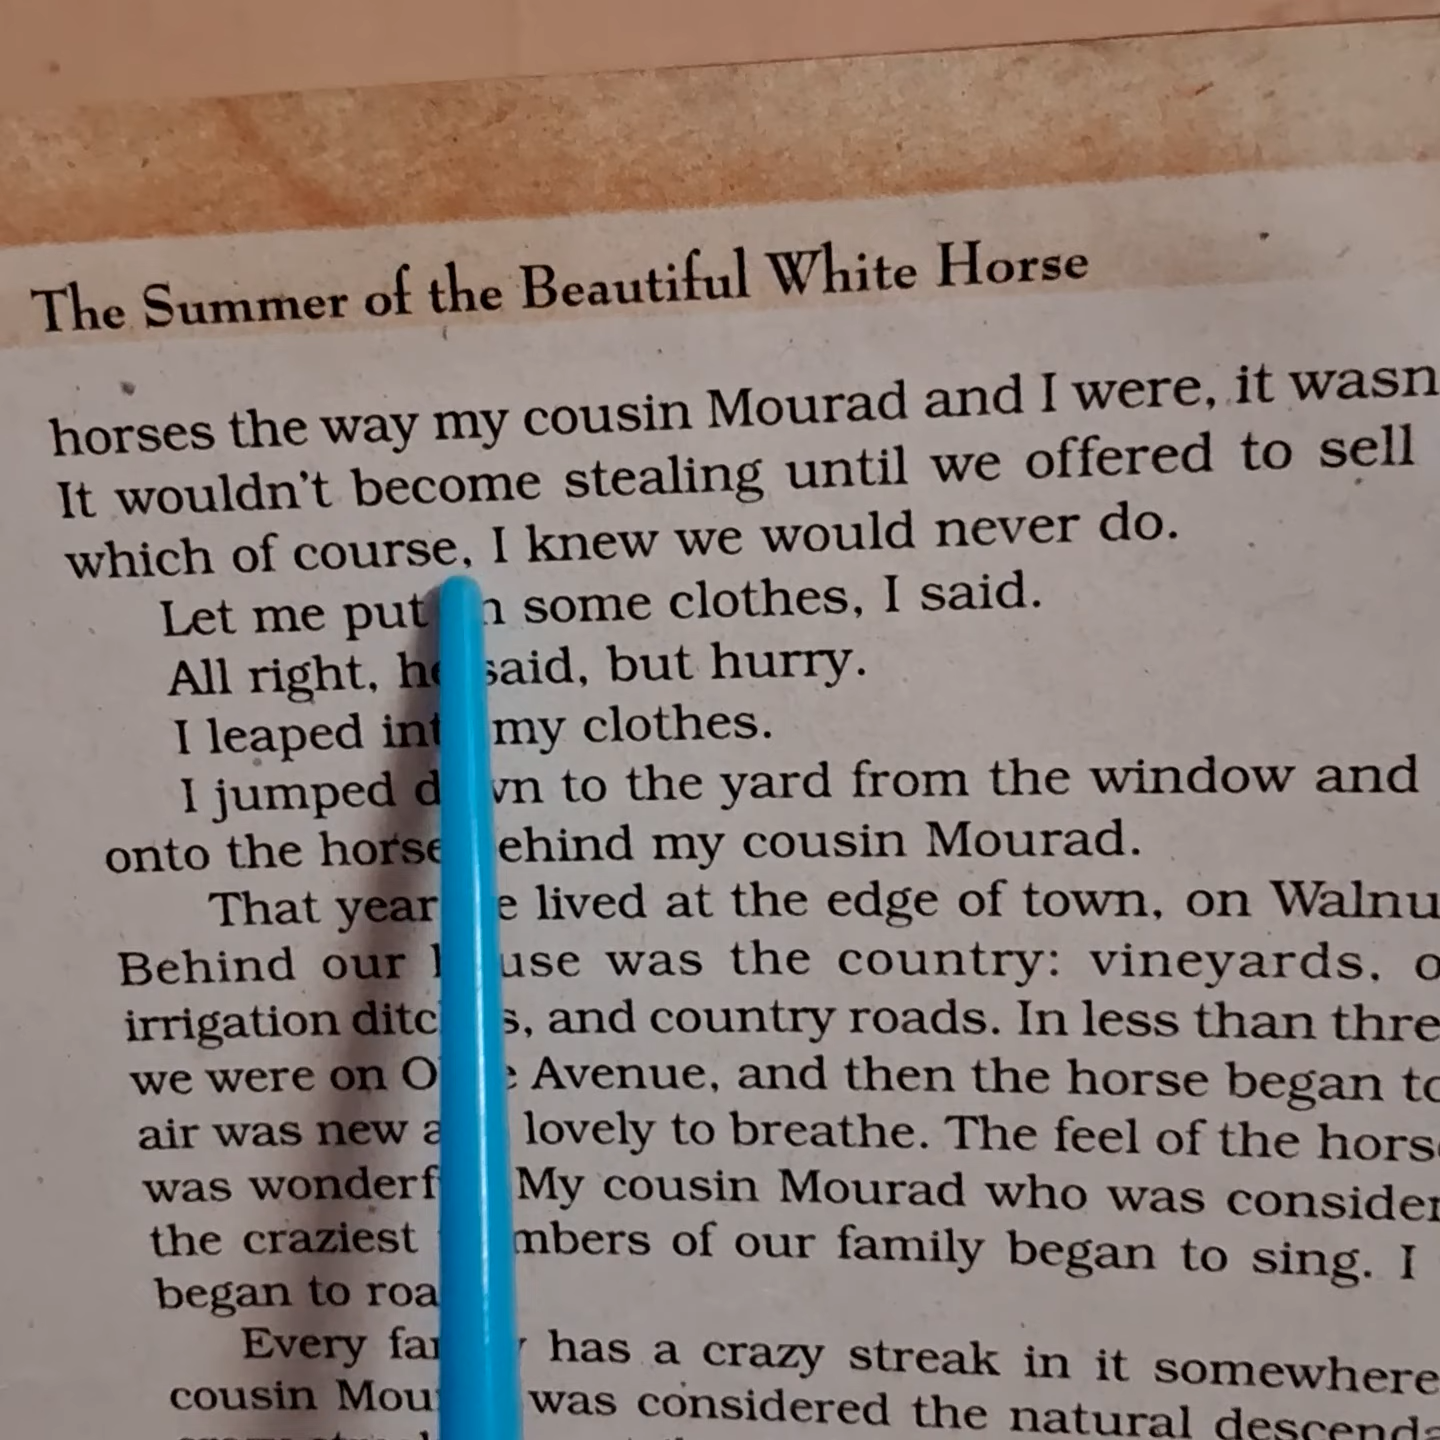 The Summer of the Beautiful White Horse
horses the way my cousin Mourad and I were, it
It wouldn't become stealing until we offered to sell
which of course, I knew we would never do.
Let me put some clothes, I said.
All right, said, but hurry.
I leaped my clothes.
I jumped to the yard from the window and
onto the my cousin Mourad.
That year lived at the edge of town, on
Behind our was the country: vineyards,
irrigation and country roads. In less than
we were on Avenue, and then the horse began
air was new lovely to breathe. The feel of the
was My cousin Mourad who was
the craziest of our family began to sing. I
began to
Every has a crazy streak in it somewhere
cousin was considered the natural